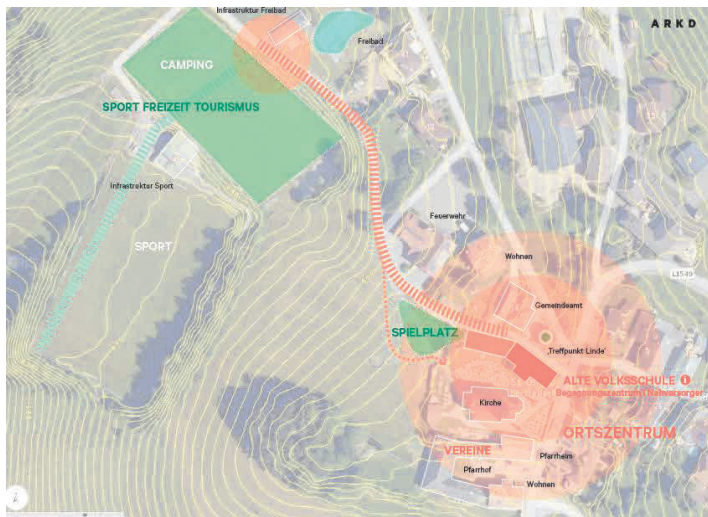 Infrastruktur Freibad
ARKD
Freibad
CAMPING
SPORT FREIZEIT TOURISMUS
Infrastrukter Sport
Feuerwehr
SPORT
Wohnen
L1549
Gemeindeamt
SPIELPLATZ
‚Treffpunkt Linde'
ALTE VOLKSSCHULE
Begegnungszentrum I Nahversorger
Kirche
ORTSZENTRUM
VEREINE
Pfarrheim
Pfarrhof
Wohnen